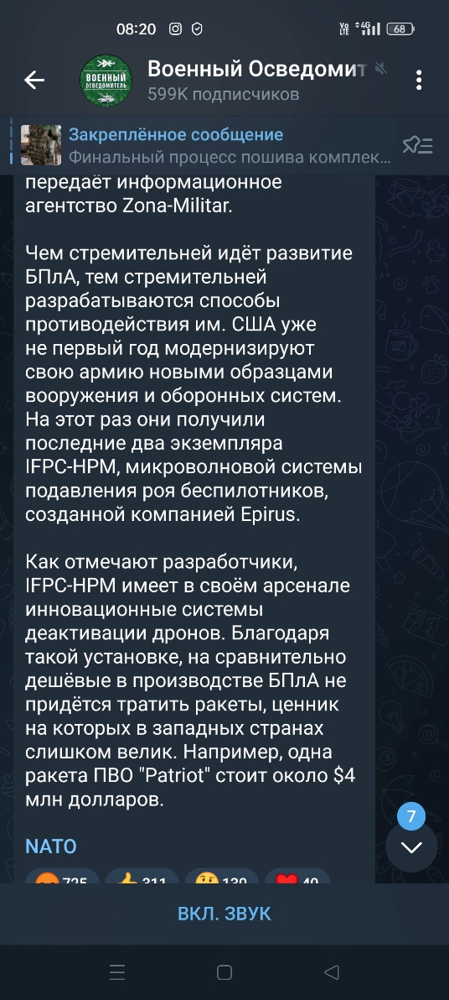 08:20
Vo LTE 4G 68
ВОЕННЫЙ ОСВЕДОМИТЕЛЬ
Военный Осведомит
599K подписчиков
Закреплённое сообщение
Финальный процесс пошива комплек...
передаёт информационное
агентство Zona-Militar.
Чем стремительней идёт развитие
БПлА, тем стремительней
разрабатываются способы
противодействия им. США уже
не первый год модернизируют
свою армию новыми образцами
вооружения и оборонных систем.
На этот раз они получили
последние два экземпляра
IFPC-HPM, микроволновой системы
подавления роя беспилотников,
созданной компанией Epirus.
Как отмечают разработчики,
IFPC-HPM имеет в своём арсенале
инновационные системы
деактивации дронов. Благодаря
такой установке, на сравнительно
дешёвые в производстве БПлА не
придётся тратить ракеты, ценник
на которых в западных странах
слишком велик. Например, одна
ракета ПВО "Patriot" стоит около $4
млн долларов.
7
NATO
725 311 139 40
ВКЛ. ЗВУК